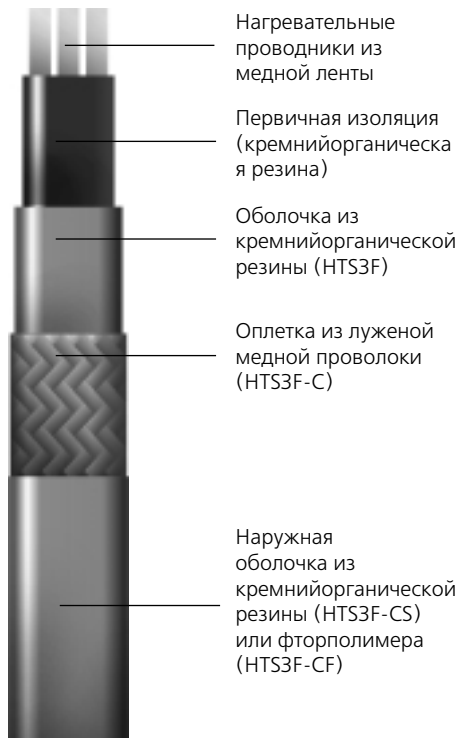 Нагревательные
проводники из
медной ленты
Первичная изоляция
(кремнийорганическа
я резина)
Оболочка из
кремнийорганической
резины (HTS3F)
Оплетка из луженой
медной проволоки
(HTS3F-C)
Наружная
оболочка из
кремнийорганической
резины (HTS3F-CS)
или фторполимера
(HTS3F-CF)